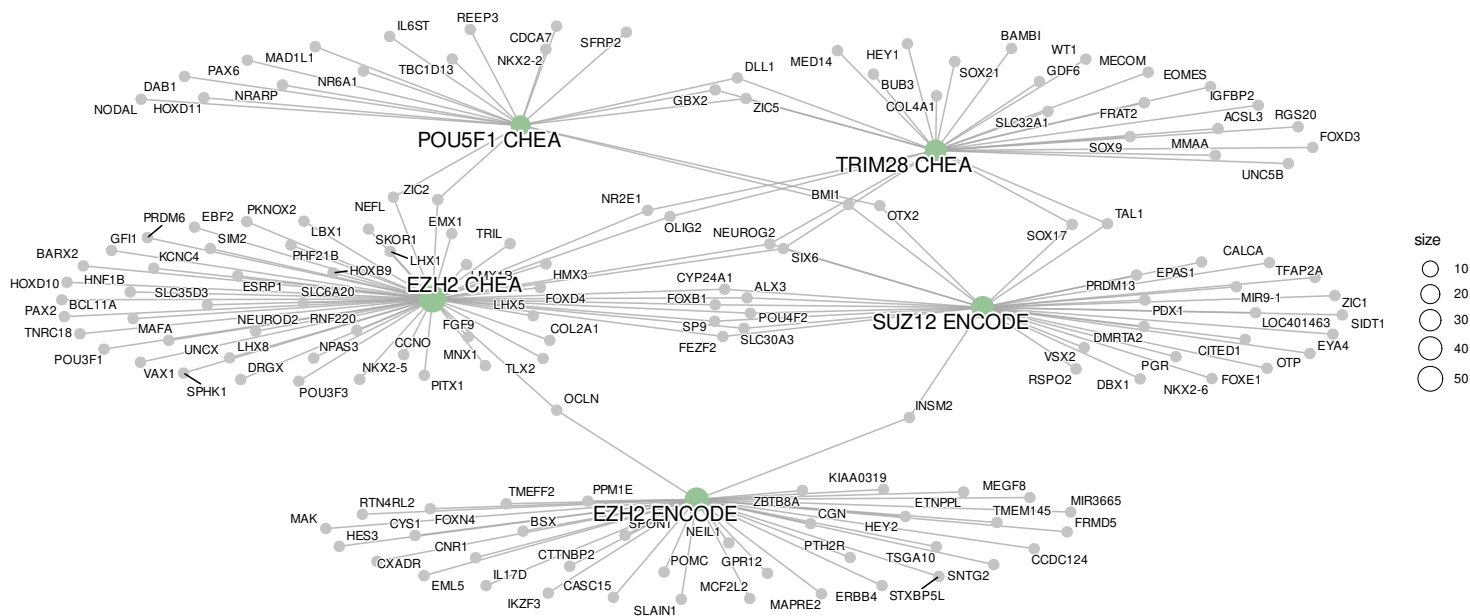 REEP3
IL6ST
CDCA7
SFRP2
MAD1L1
NKX2-2
TBC1D13
PAX6
NR6A1
DAB1
NRARP
NODAL
HOXD11
POU5F1 CHEA
DLL1
GBX2
ZIC5
BAMBI
HEY1
WT1
MED14
MECOM
SOX21
GDF6
EOMES
BUB3
COL4A1
IGFBP2
FRAT2
ACSL3
SLC32A1
RGS20
FOXD3
SOX9
MMAA
TRIM28 CHEA
UNC5B
ZIC2
NEFL
EMX1
NR2E1
BMI1
OLIG2
OTX2
TAL1
SOX17
NEUROG2
SIX6
PRDM6
EBF2
PKNOX2
LBX1
SKOR1
TRIL
GFI1
SIM2
BARX2
KCNC4
PHF21B
LHX1
HOXB9
LMX1B
HMX3
HOXD10
HNF1B
SLC35D3
ESRP1
SLC6A20
EZH2 CHEA
LHX5
FOXD4
BCL11A
PAX2
NEUROD2
RNF220
FGF9
COL2A1
TNRC18
MAFA
POU3F1
UNCX
LHX8
NPAS3
CCNO
MNX1
TLX2
VAX1
DRGX
NKX2-5
PITX1
SPHK1
POU3F3
CYP24A1
ALX3
FOXB1
POU4F2
SP9
SLC30A3
FEZF2
CALCA
EPAS1
TFAP2A
PRDM13
MIR9-1
ZIC1
PDX1
SIDT1
SUZ12 ENCODE
LOC401463
DMRTA2
EYA4
VSX2
CITED1
PGR
OTP
RSPO2
DBX1
FOXE1
NKX2-6
OCLN
INSM2
KIAA0319
MEGF8
PPM1E
TMEFF2
ZBTB8A
ETNPPL
MIR3665
RTN4RL2
MAK
CYS1
FOXN4
BSX
EZH2 ENCODE
SPON1
CGN
TMEM145
HEY2
FRMD5
HES3
NEIL1
CNR1
CTTNBP2
PTH2R
TSGA10
CCDC124
CXADR
POMC
GPR12
EML5
IL17D
CASC15
MCF2L2
SNTG2
IKZF3
SLAIN1
MAPRE2
ERBB4
STXBP5L
size
10
20
30
40
50